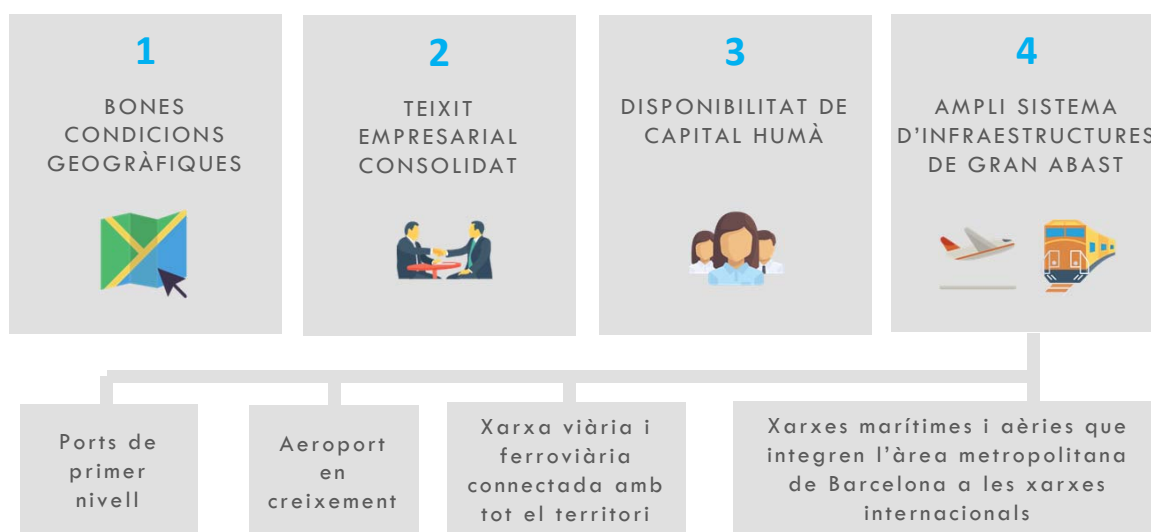 1
BONES
CONDICIONS
GEOGRÀFIQUES
2
TEIXIT
EMPRESARIAL
CONSOLIDAT
3
DISPONIBILITAT DE
CAPITAL HUMÀ
4
AMPLI SISTEMA
D'INFRAESTRUCTURES
DE GRAN ABAST
Ports de
primer
nivell
Aeroport
en
creixement
Xarxa viària i
ferroviària
connectada amb
tot el territori
Xarxes marítimes i aèries que
integren l'àrea metropolitana
de Barcelona a les xarxes
internacionals